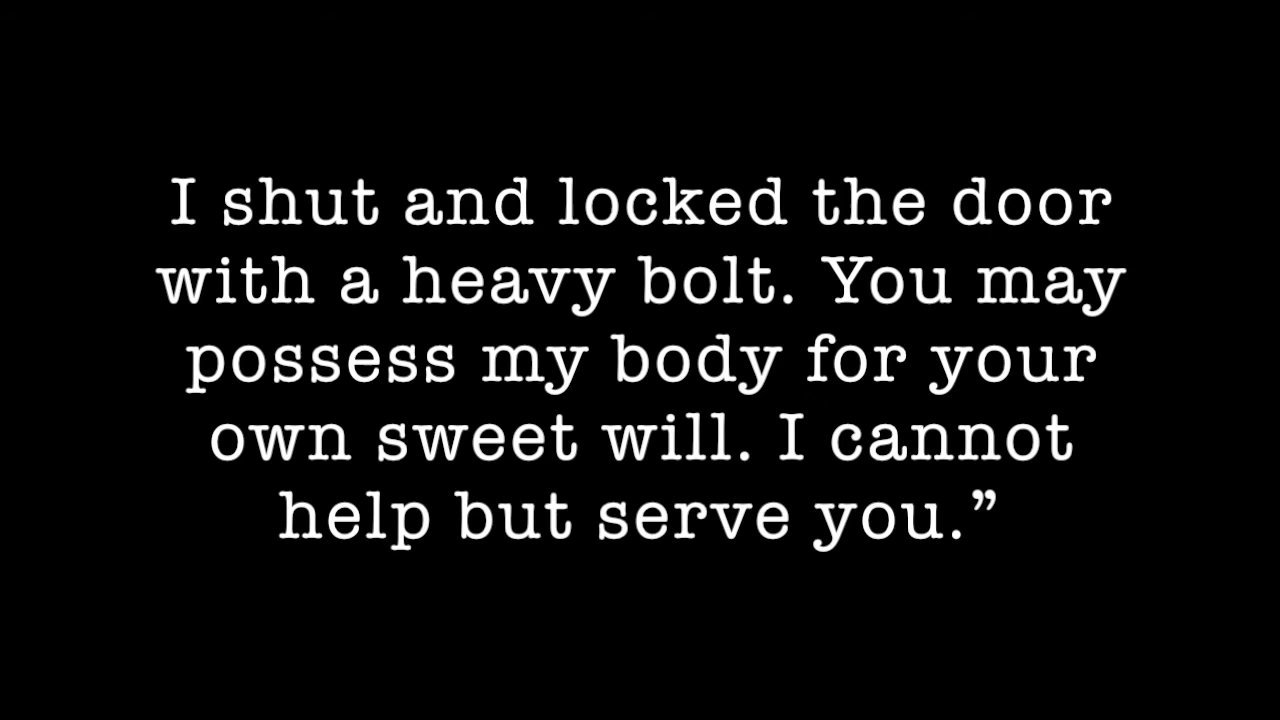 I shut and locked the door
with a heavy bolt. You may
possess my body for your
own sweet will. I cannot
help but serve you.”